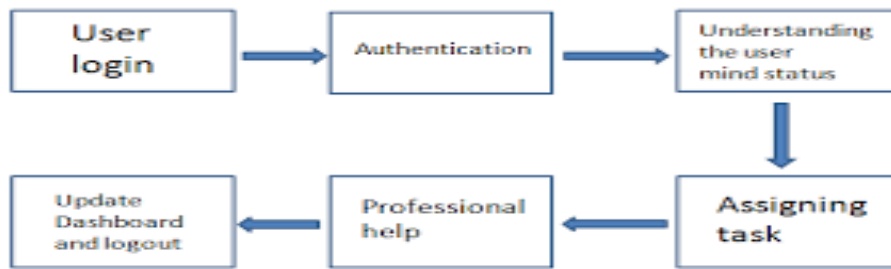 User
login
Authentication
Understanding
the user
mind status
Assigning
task
Professional
help
Update
Dashboard
and logout